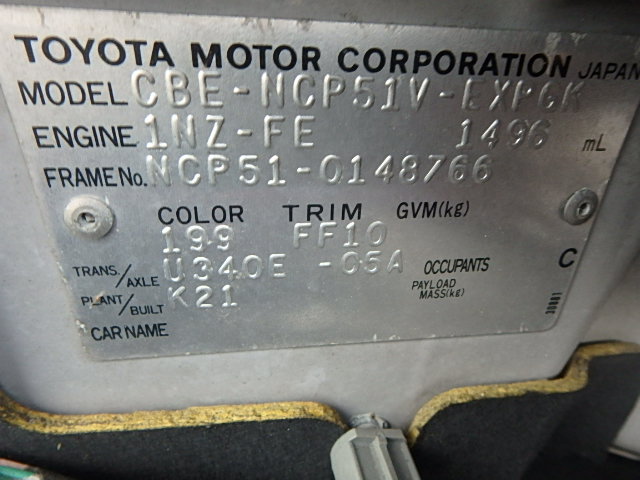 TOYOTA MOTOR CORPORATION JAPAN
MODEL CBE-NCP51V-EXPGK
ENGINE 1NZ-FE 1496 mL
FRAME No. NCP51-0148766
COLOR TRIM GVM(kg)
199 FF10
TRANS./AXLE U340E -05A OCCUPANTS C
PLANT/BUILT K21 PAYLOAD MASS(kg)
CAR NAME